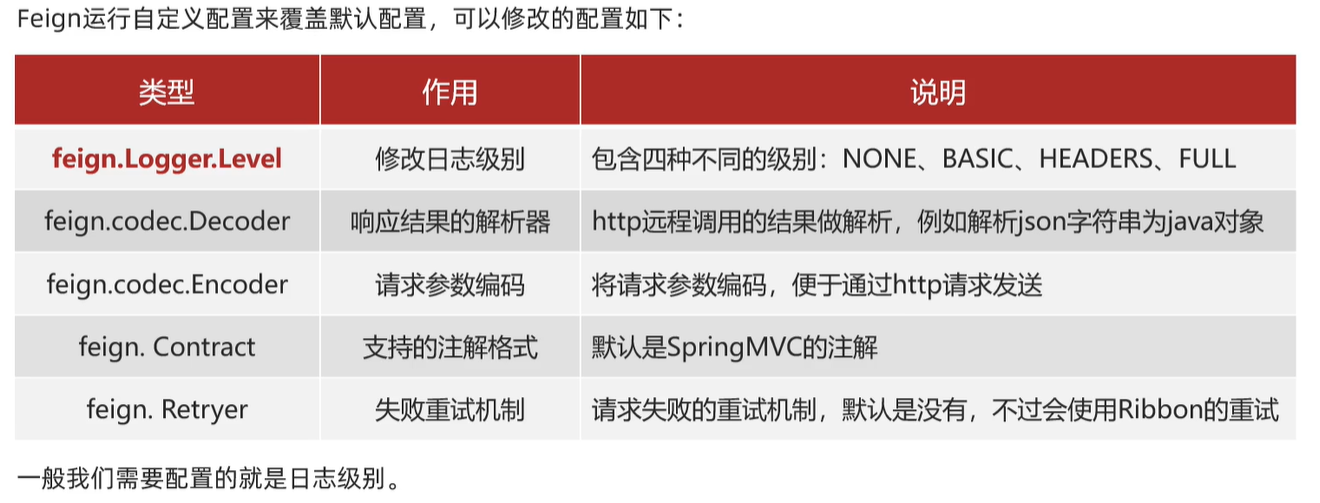 Feign运行自定义配置来覆盖默认配置，可以修改的配置如下：
类型 作用 说明
feign.Logger.Level 修改日志级别 包含四种不同的级别：NONE、BASIC、HEADERS、FULL
feign.codec.Decoder 响应结果的解析器 http远程调用的结果做解析，例如解析json字符串为java对象
feign.codec.Encoder 请求参数编码 将请求参数编码，便于通过http请求发送
feign. Contract 支持的注解格式 默认是SpringMVC的注解
feign. Retryer 失败重试机制 请求失败的重试机制，默认是没有，不过会使用Ribbon的重试
一般我们需要配置的就是日志级别。